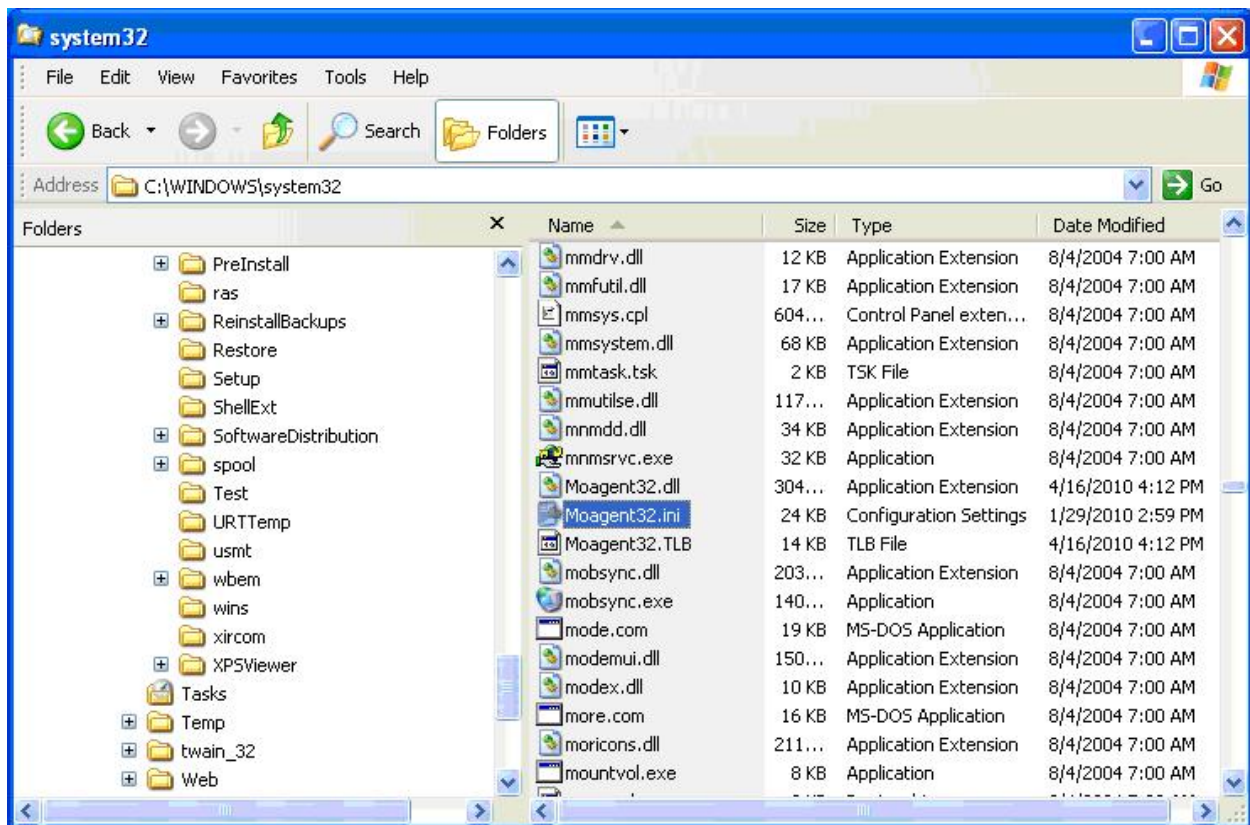 system32
File Edit View Favorites Tools Help
Back Search Folders
Address C:\WINDOWS\system32 Go
Folders
PreInstall
ras
ReinstallBackups
Restore
Setup
ShellExt
SoftwareDistribution
spool
Test
URTTemp
usmt
wbem
wins
xircom
XPSViewer
Tasks
Temp
twain_32
Web
Name Size Type Date Modified
mmdrv.dll 12 KB Application Extension 8/4/2004 7:00 AM
mmfutil.dll 17 KB Application Extension 8/4/2004 7:00 AM
mmsys.cpl 604... Control Panel exten... 8/4/2004 7:00 AM
mmsystem.dll 68 KB Application Extension 8/4/2004 7:00 AM
mmtask.tsk 2 KB TSK File 8/4/2004 7:00 AM
mmutilse.dll 117... Application Extension 8/4/2004 7:00 AM
mnmdd.dll 34 KB Application Extension 8/4/2004 7:00 AM
mnmsrvc.exe 32 KB Application 8/4/2004 7:00 AM
Moagent32.dll 304... Application Extension 4/16/2010 4:12 PM
Moagent32.ini 24 KB Configuration Settings 1/29/2010 2:59 PM
Moagent32.TLB 14 KB TLB File 4/16/2010 4:12 PM
mobsync.dll 203... Application Extension 8/4/2004 7:00 AM
mobsync.exe 140... Application 8/4/2004 7:00 AM
mode.com 19 KB MS-DOS Application 8/4/2004 7:00 AM
modemui.dll 150... Application Extension 8/4/2004 7:00 AM
modex.dll 10 KB Application Extension 8/4/2004 7:00 AM
more.com 16 KB MS-DOS Application 8/4/2004 7:00 AM
moricons.dll 211... Application Extension 8/4/2004 7:00 AM
mountvol.exe 8 KB Application 8/4/2004 7:00 AM